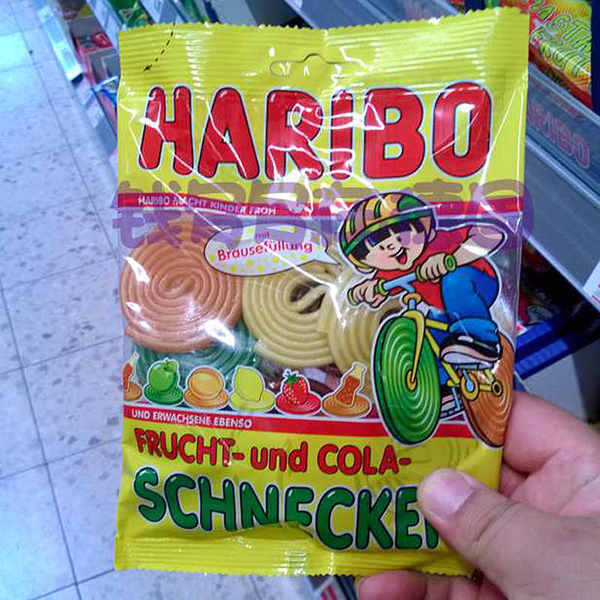 HARIBO
HARIBO MACHT KINDER FROH
mit
Brausefüllung
UND ERWACHSENE EBENSO
FRUCHT- und COLA-
SCHNECKE